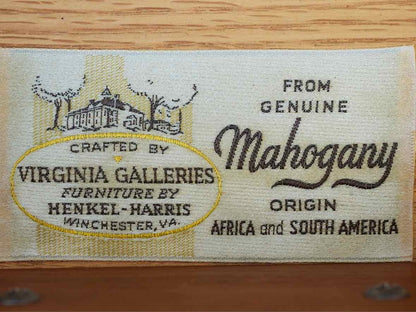 CRAFTED BY
VIRGINIA GALLERIES
FURNITURE BY
HENKEL-HARRIS
WINCHESTER, VA.
FROM
GENUINE
Mahogany
ORIGIN
AFRICA and SOUTH AMERICA